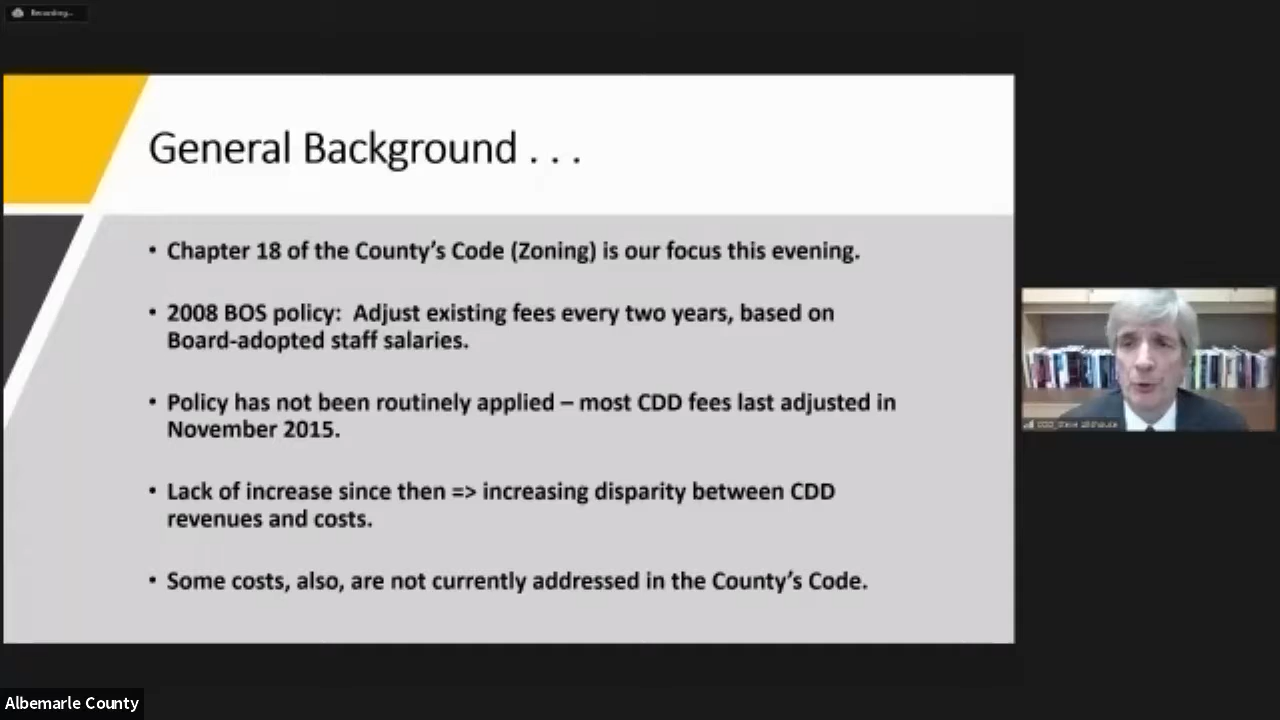 Recording...
General Background . . .
• Chapter 18 of the County's Code (Zoning) is our focus this evening.
• 2008 BOS policy:  Adjust existing fees every two years, based on
Board-adopted staff salaries.
• Policy has not been routinely applied – most CDD fees last adjusted in
November 2015.
• Lack of increase since then => increasing disparity between CDD
revenues and costs.
• Some costs, also, are not currently addressed in the County's Code.
Albemarle County